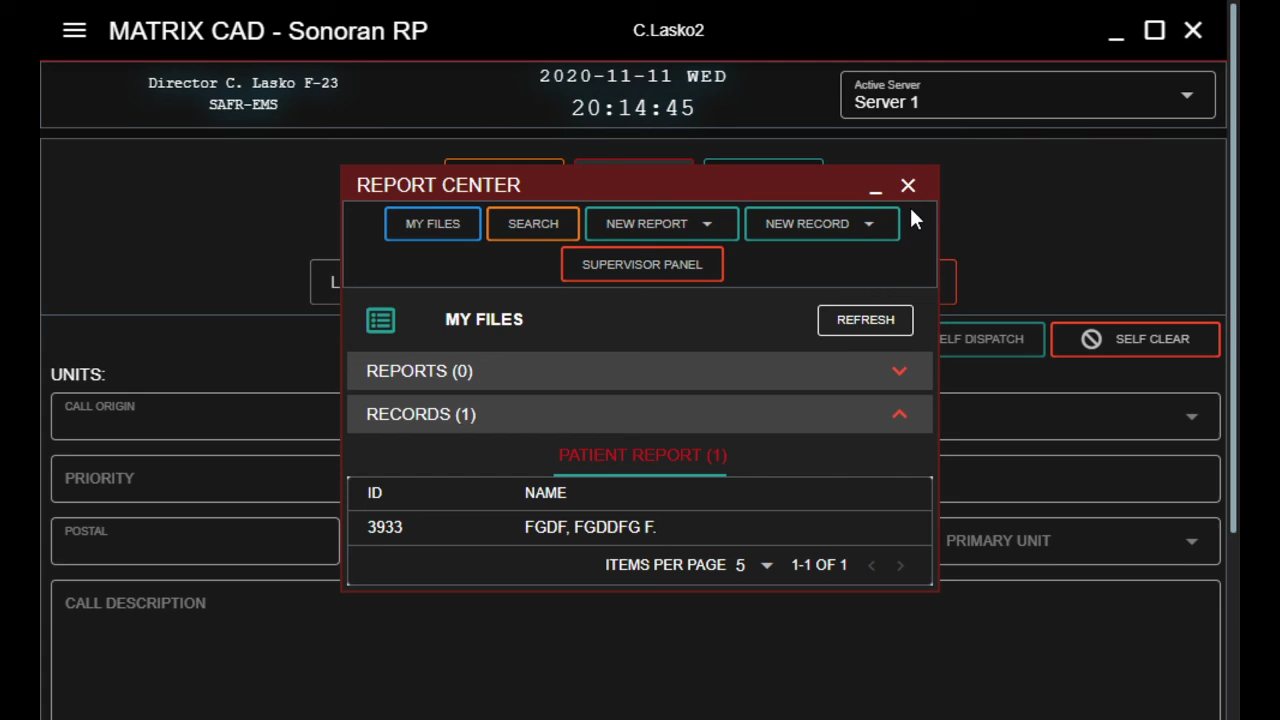 MATRIX CAD - Sonoran RP
C.Lasko2
Director C. Lasko F-23
SAFR-EMS
2020-11-11 WED
20:14:45
Active Server
Server 1
REPORT CENTER
MY FILES
SEARCH
NEW REPORT
NEW RECORD
SUPERVISOR PANEL
L
MY FILES
REFRESH
ELF DISPATCH
SELF CLEAR
UNITS:
REPORTS (0)
CALL ORIGIN
RECORDS (1)
PATIENT REPORT (1)
PRIORITY
ID NAME
3933 FGDF, FGDDFG F.
POSTAL
PRIMARY UNIT
ITEMS PER PAGE 5 1-1 OF 1
CALL DESCRIPTION